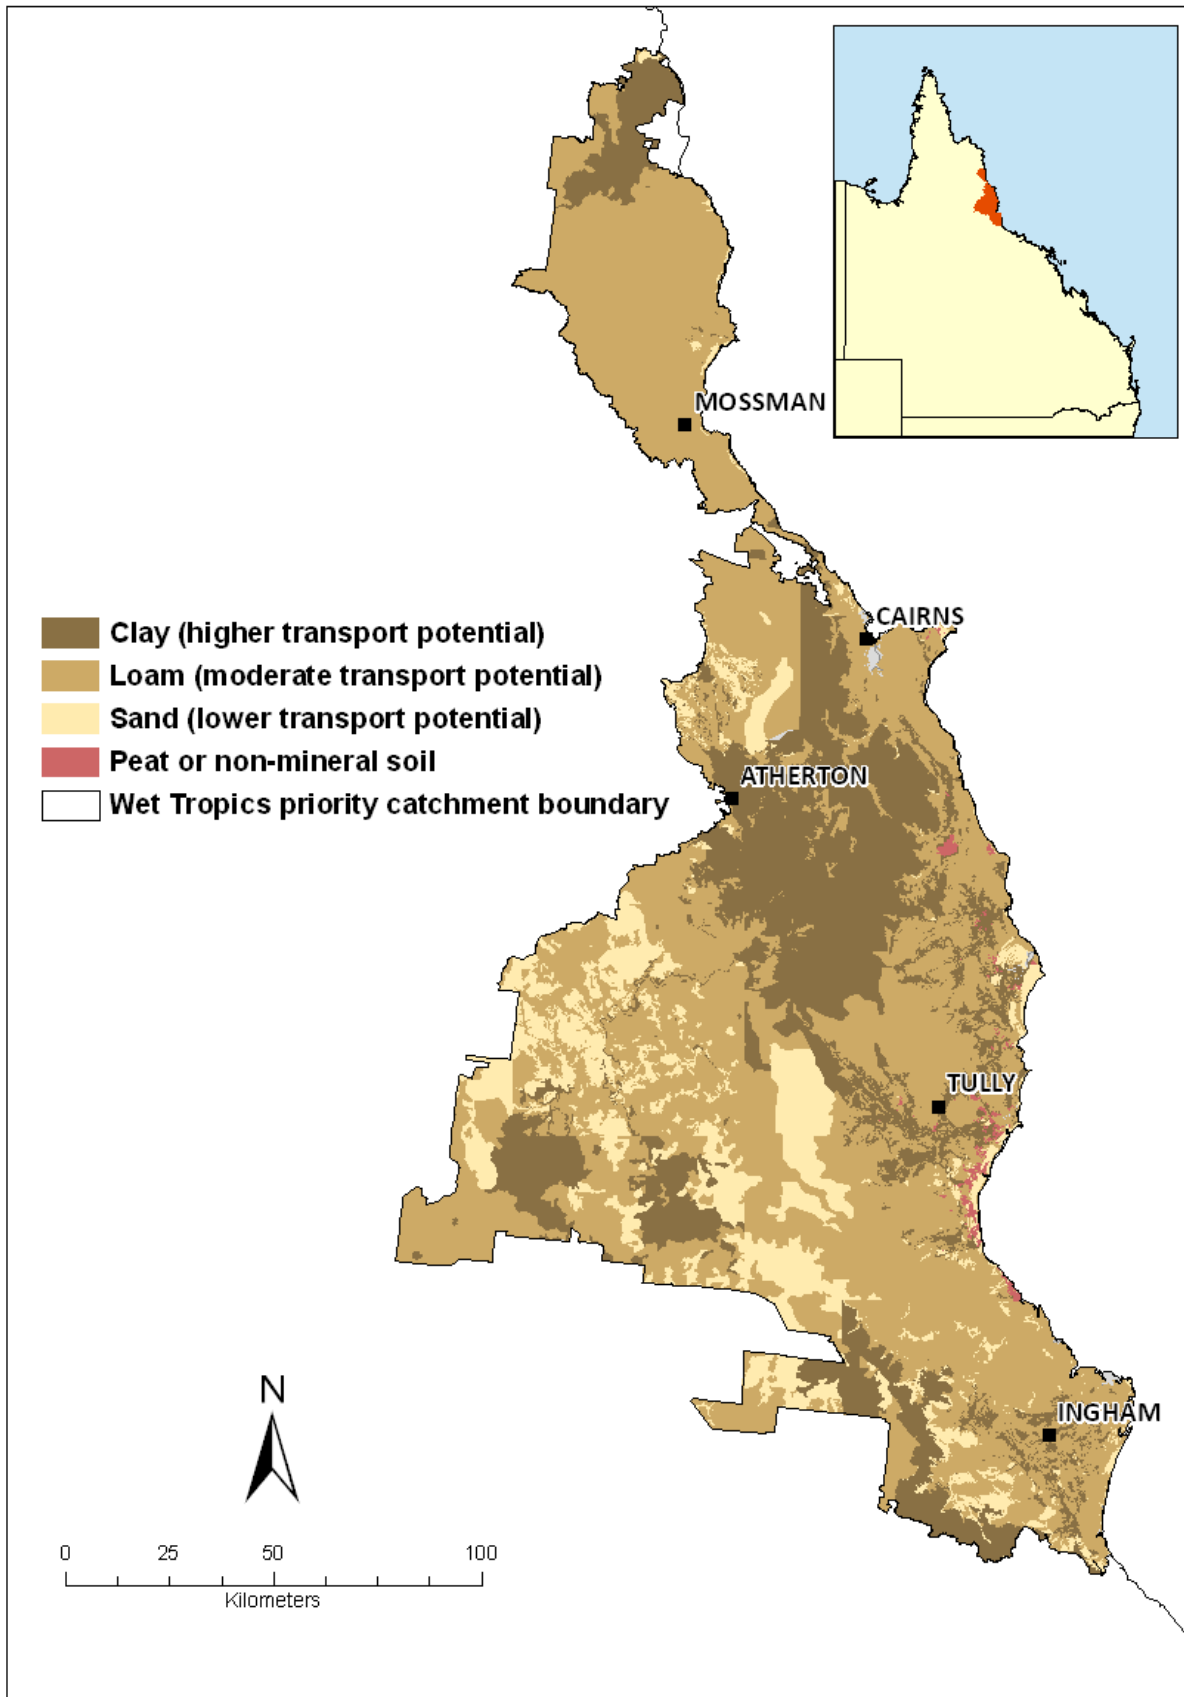 MOSSMAN
CAIRNS
Clay (higher transport potential)
Loam (moderate transport potential)
Sand (lower transport potential)
Peat or non-mineral soil
Wet Tropics priority catchment boundary
ATHERTON
TULLY
INGHAM
N
0 25 50 100
Kilometers